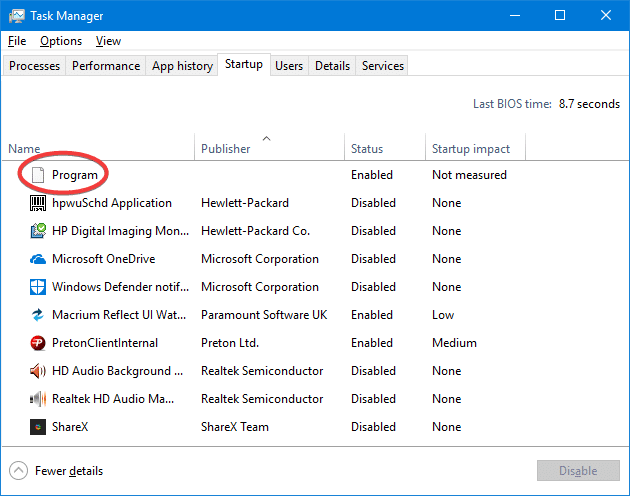 Task Manager
File Options View
Processes Performance App history Startup Users Details Services
Last BIOS time: 8.7 seconds
Name Publisher Status Startup impact
Program Enabled Not measured
hpwuSchd Application Hewlett-Packard Disabled None
HP Digital Imaging Mon... Hewlett-Packard Co. Disabled None
Microsoft OneDrive Microsoft Corporation Disabled None
Windows Defender notif... Microsoft Corporation Disabled None
Macrium Reflect UI Wat... Paramount Software UK Enabled Low
PretonClientInternal Preton Ltd. Enabled Medium
HD Audio Background ... Realtek Semiconductor Disabled None
Realtek HD Audio Ma... Realtek Semiconductor Disabled None
ShareX ShareX Team Disabled None
Fewer details Disable